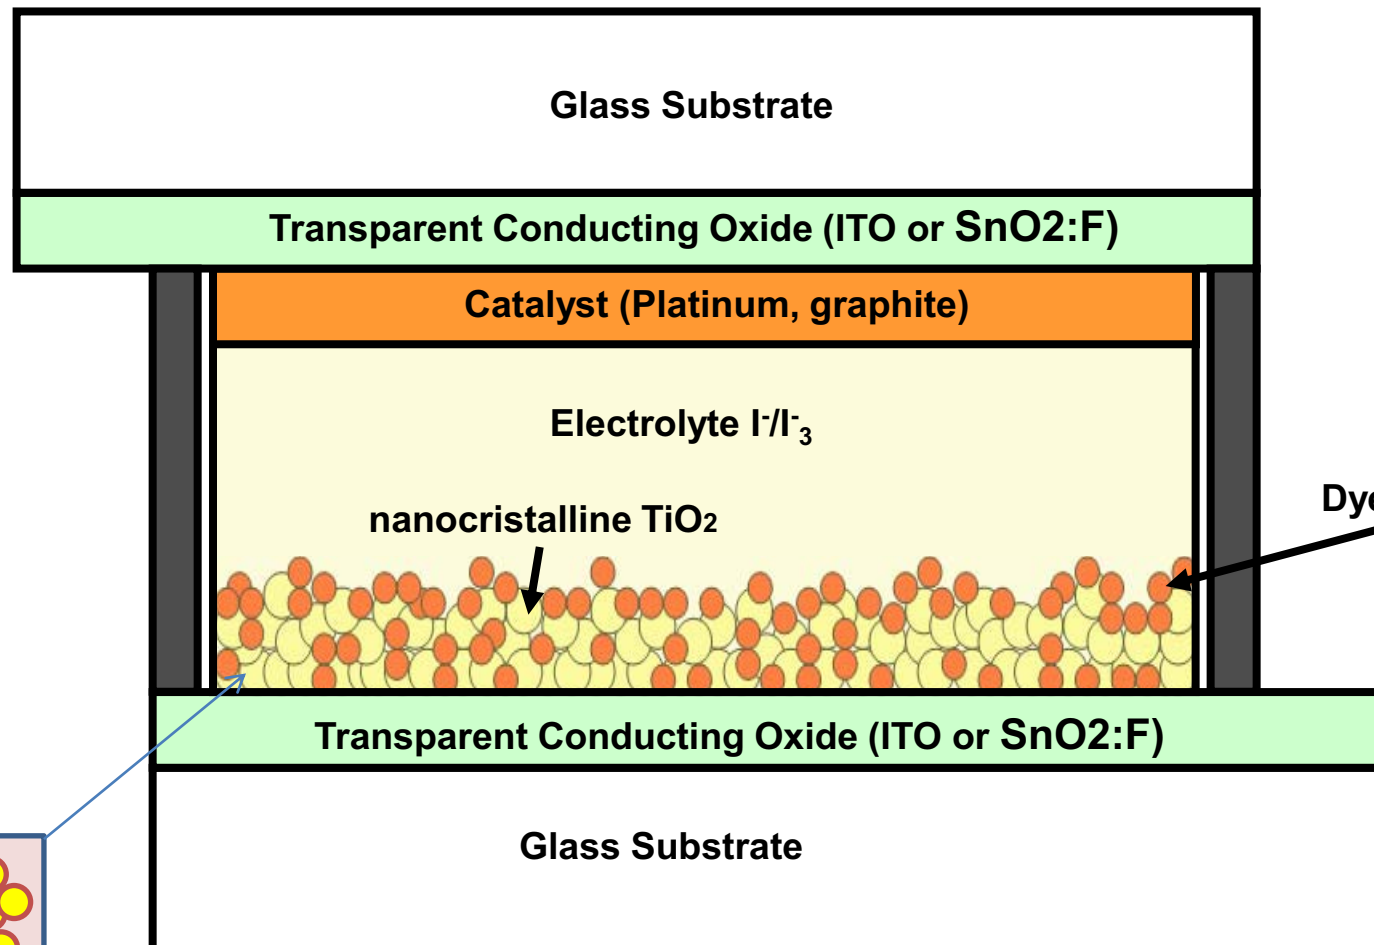 Glass Substrate
Transparent Conducting Oxide (ITO or SnO2:F)
Catalyst (Platinum, graphite)
Electrolyte I⁻/I⁻₃
nanocristalline TiO₂
Dye
Transparent Conducting Oxide (ITO or SnO2:F)
Glass Substrate